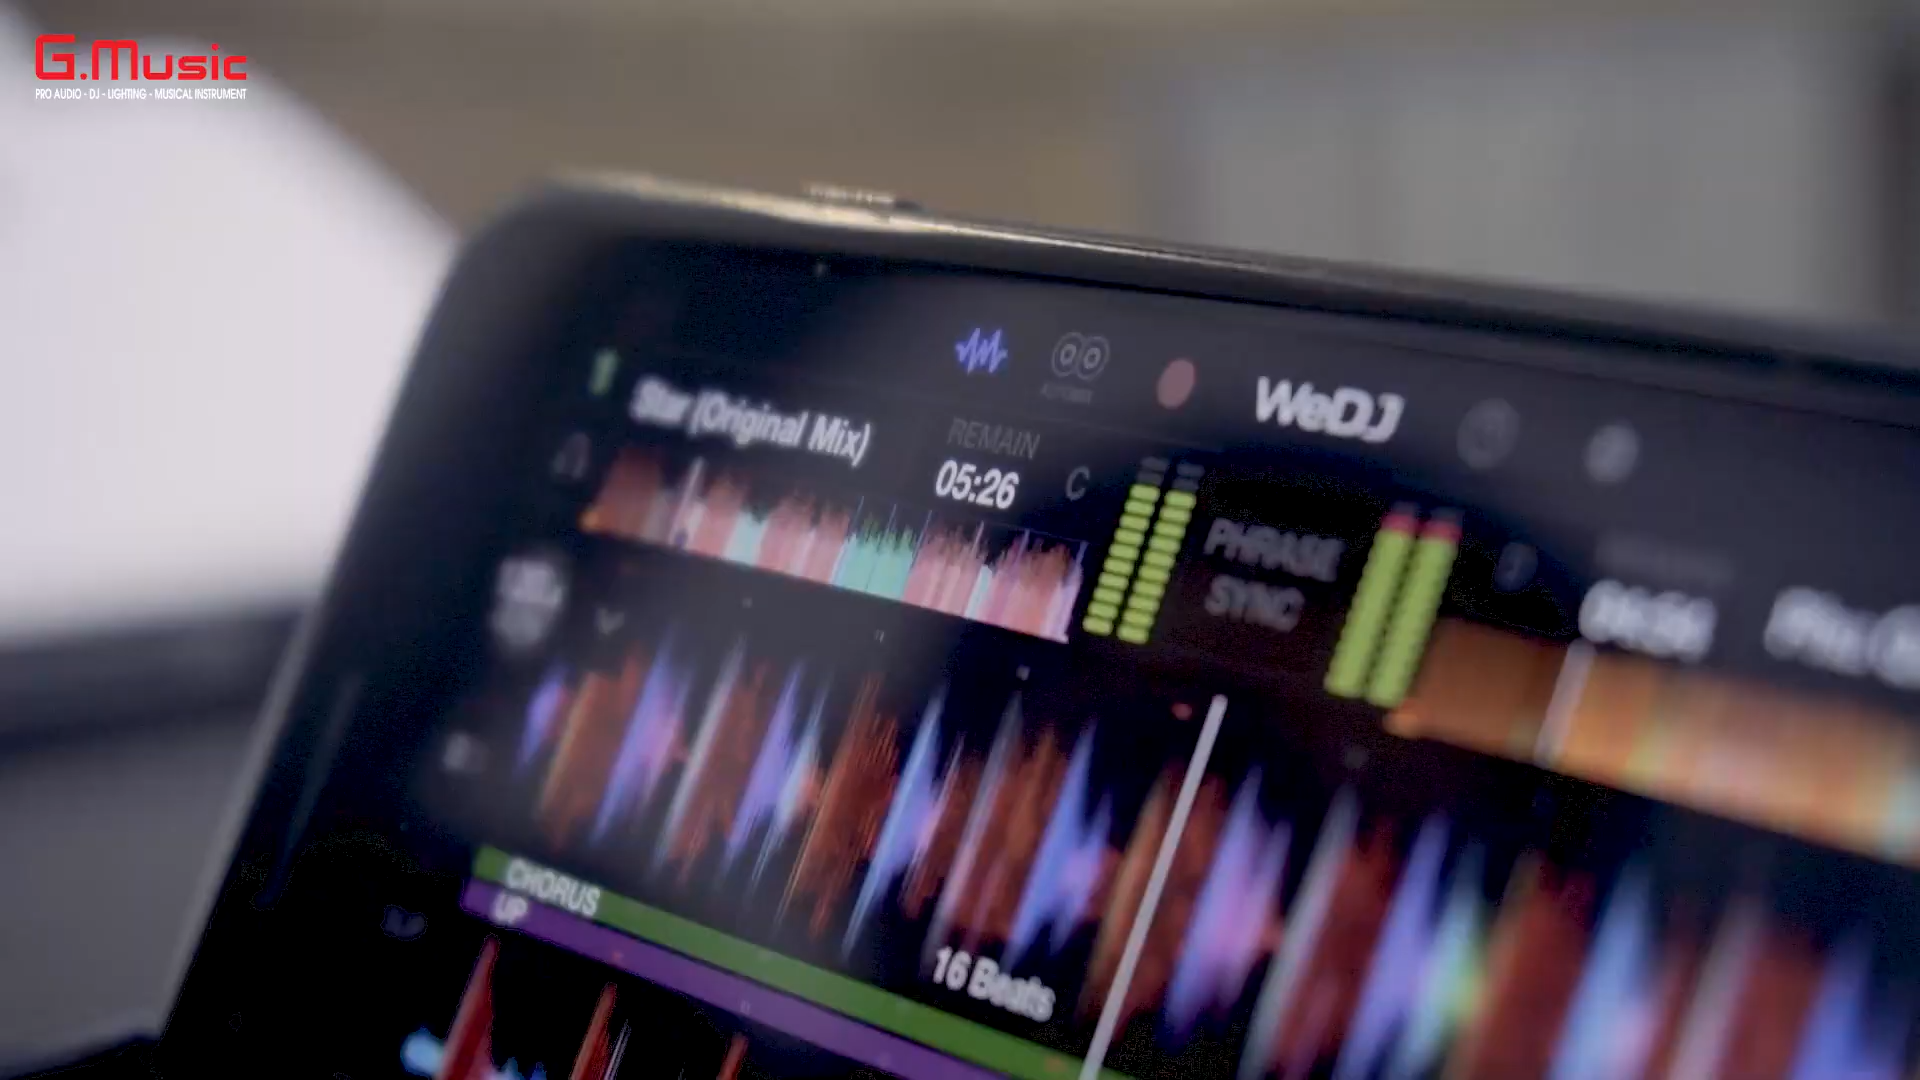 G.Music
PRO AUDIO - DJ - LIGHTING - MUSICAL INSTRUMENT
WeDJ
Star (Original Mix)
REMAIN
05:26
C
PHRASE
SYNC
CHORUS
UP
16 Beats